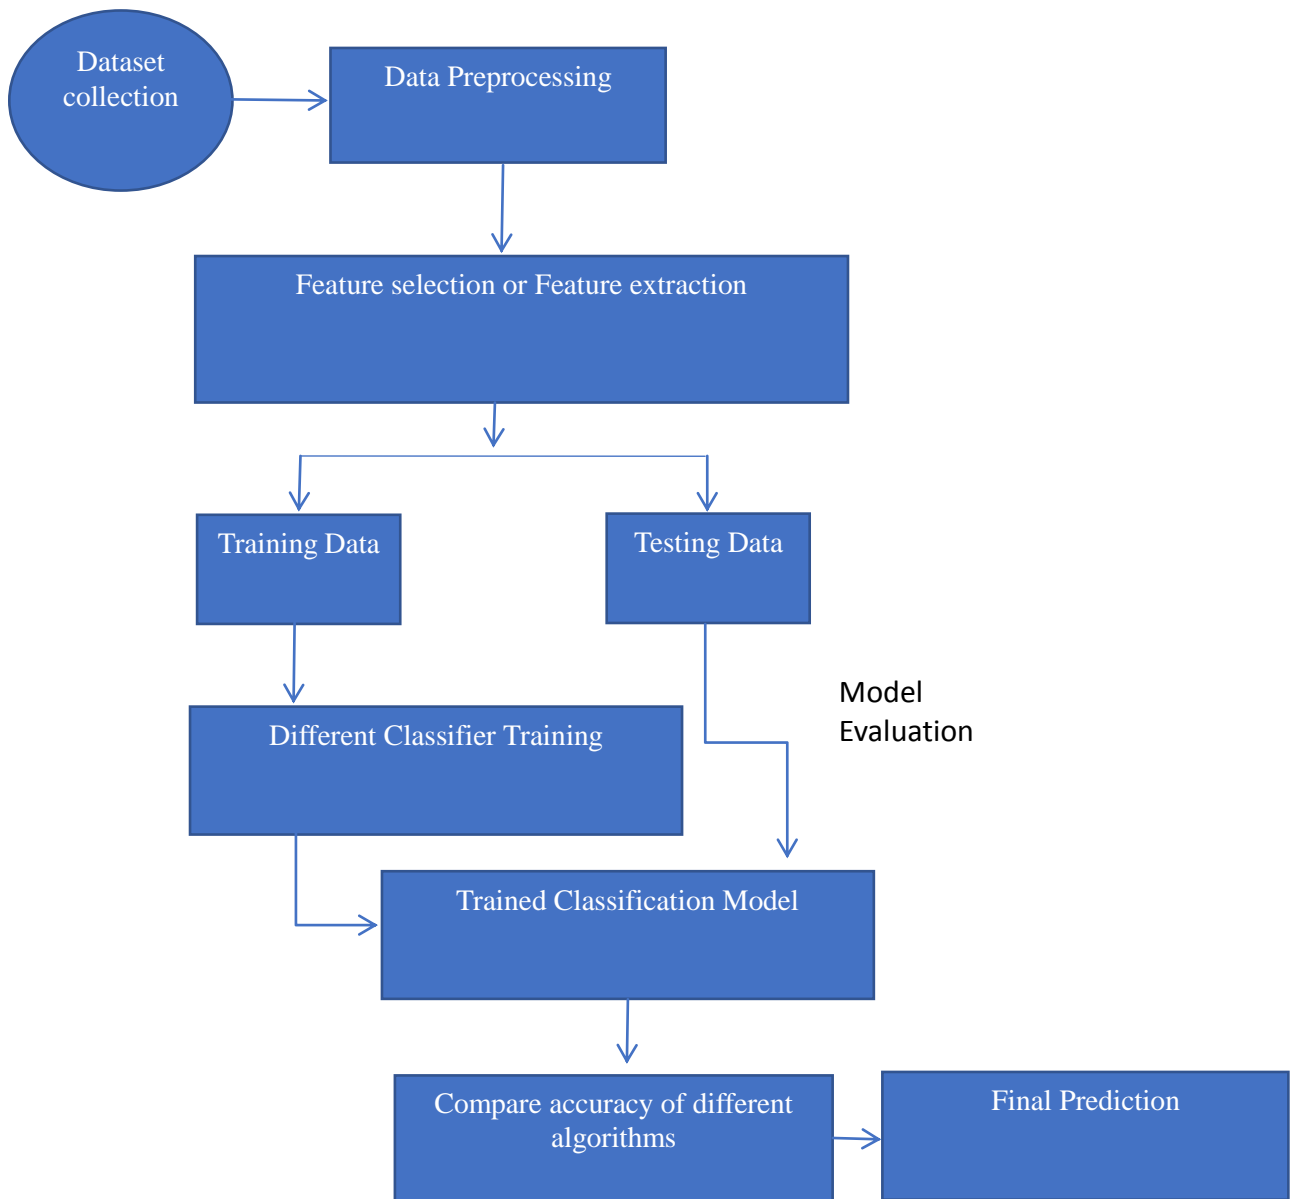 Dataset
collection
Data Preprocessing
Feature selection or Feature extraction
Training Data
Testing Data
Model
Evaluation
Different Classifier Training
Trained Classification Model
Compare accuracy of different
algorithms
Final Prediction